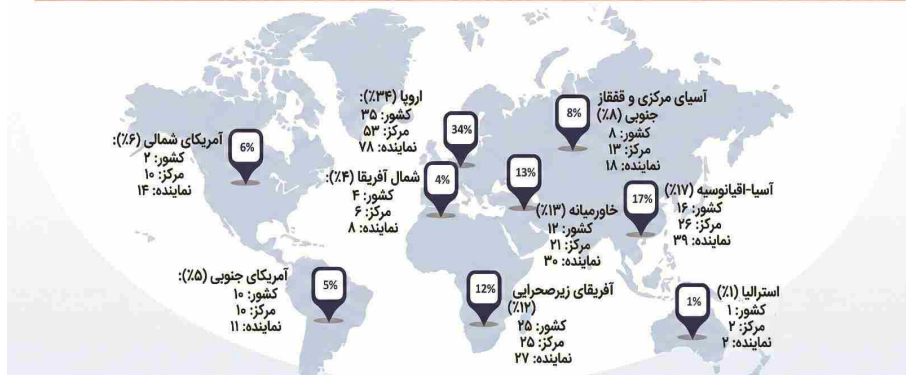 آمریکای شمالی (۶٪):
کشور: ۲
مرکز: ۱۰
نماینده: ۱۴
6%
اروپا (۳۴٪):
کشور: ۳۵
مرکز: ۵۳
نماینده: ۷۸
34%
آسیای مرکزی و قفقاز
جنوبی (۸٪)
کشور: ۸
مرکز: ۱۳
نماینده: ۱۸
8%
شمال آفریقا (۴٪):
کشور: ۴
مرکز: ۶
نماینده: ۸
4%
خاورمیانه (۱۳٪)
کشور: ۱۲
مرکز: ۲۱
نماینده: ۳۰
13%
آسیا-اقیانوسیه (۱۷٪)
کشور: ۱۶
مرکز: ۲۶
نماینده: ۳۹
17%
آمریکای جنوبی (۵٪):
کشور: ۱۰
مرکز: ۱۰
نماینده: ۱۱
5%
آفریقای زیرصحرایی
(۱۲٪)
کشور: ۲۵
مرکز: ۲۵
نماینده: ۲۷
12%
استرالیا (۱٪)
کشور: ۱
مرکز: ۲
نماینده: ۲
1%